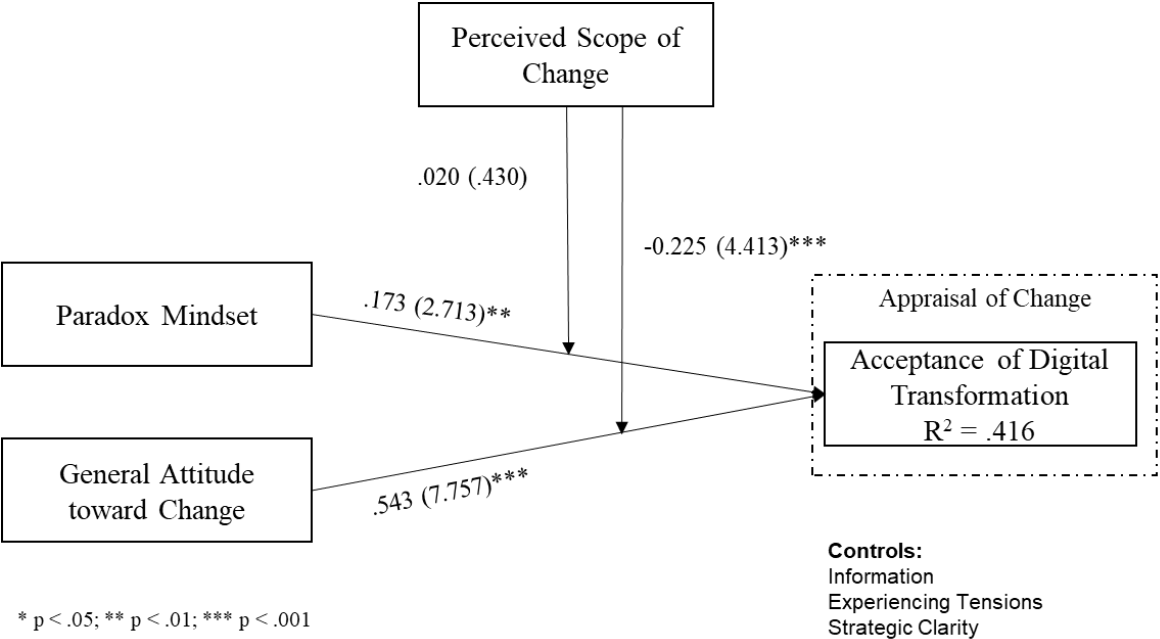 Perceived Scope of
Change
.020 (.430)
-0.225 (4.413)***
Paradox Mindset
.173 (2.713)**
Appraisal of Change
Acceptance of Digital
Transformation
R² = .416
General Attitude
toward Change
.543 (7.757)***
Controls:
Information
Experiencing Tensions
Strategic Clarity
* p < .05; ** p < .01; *** p < .001